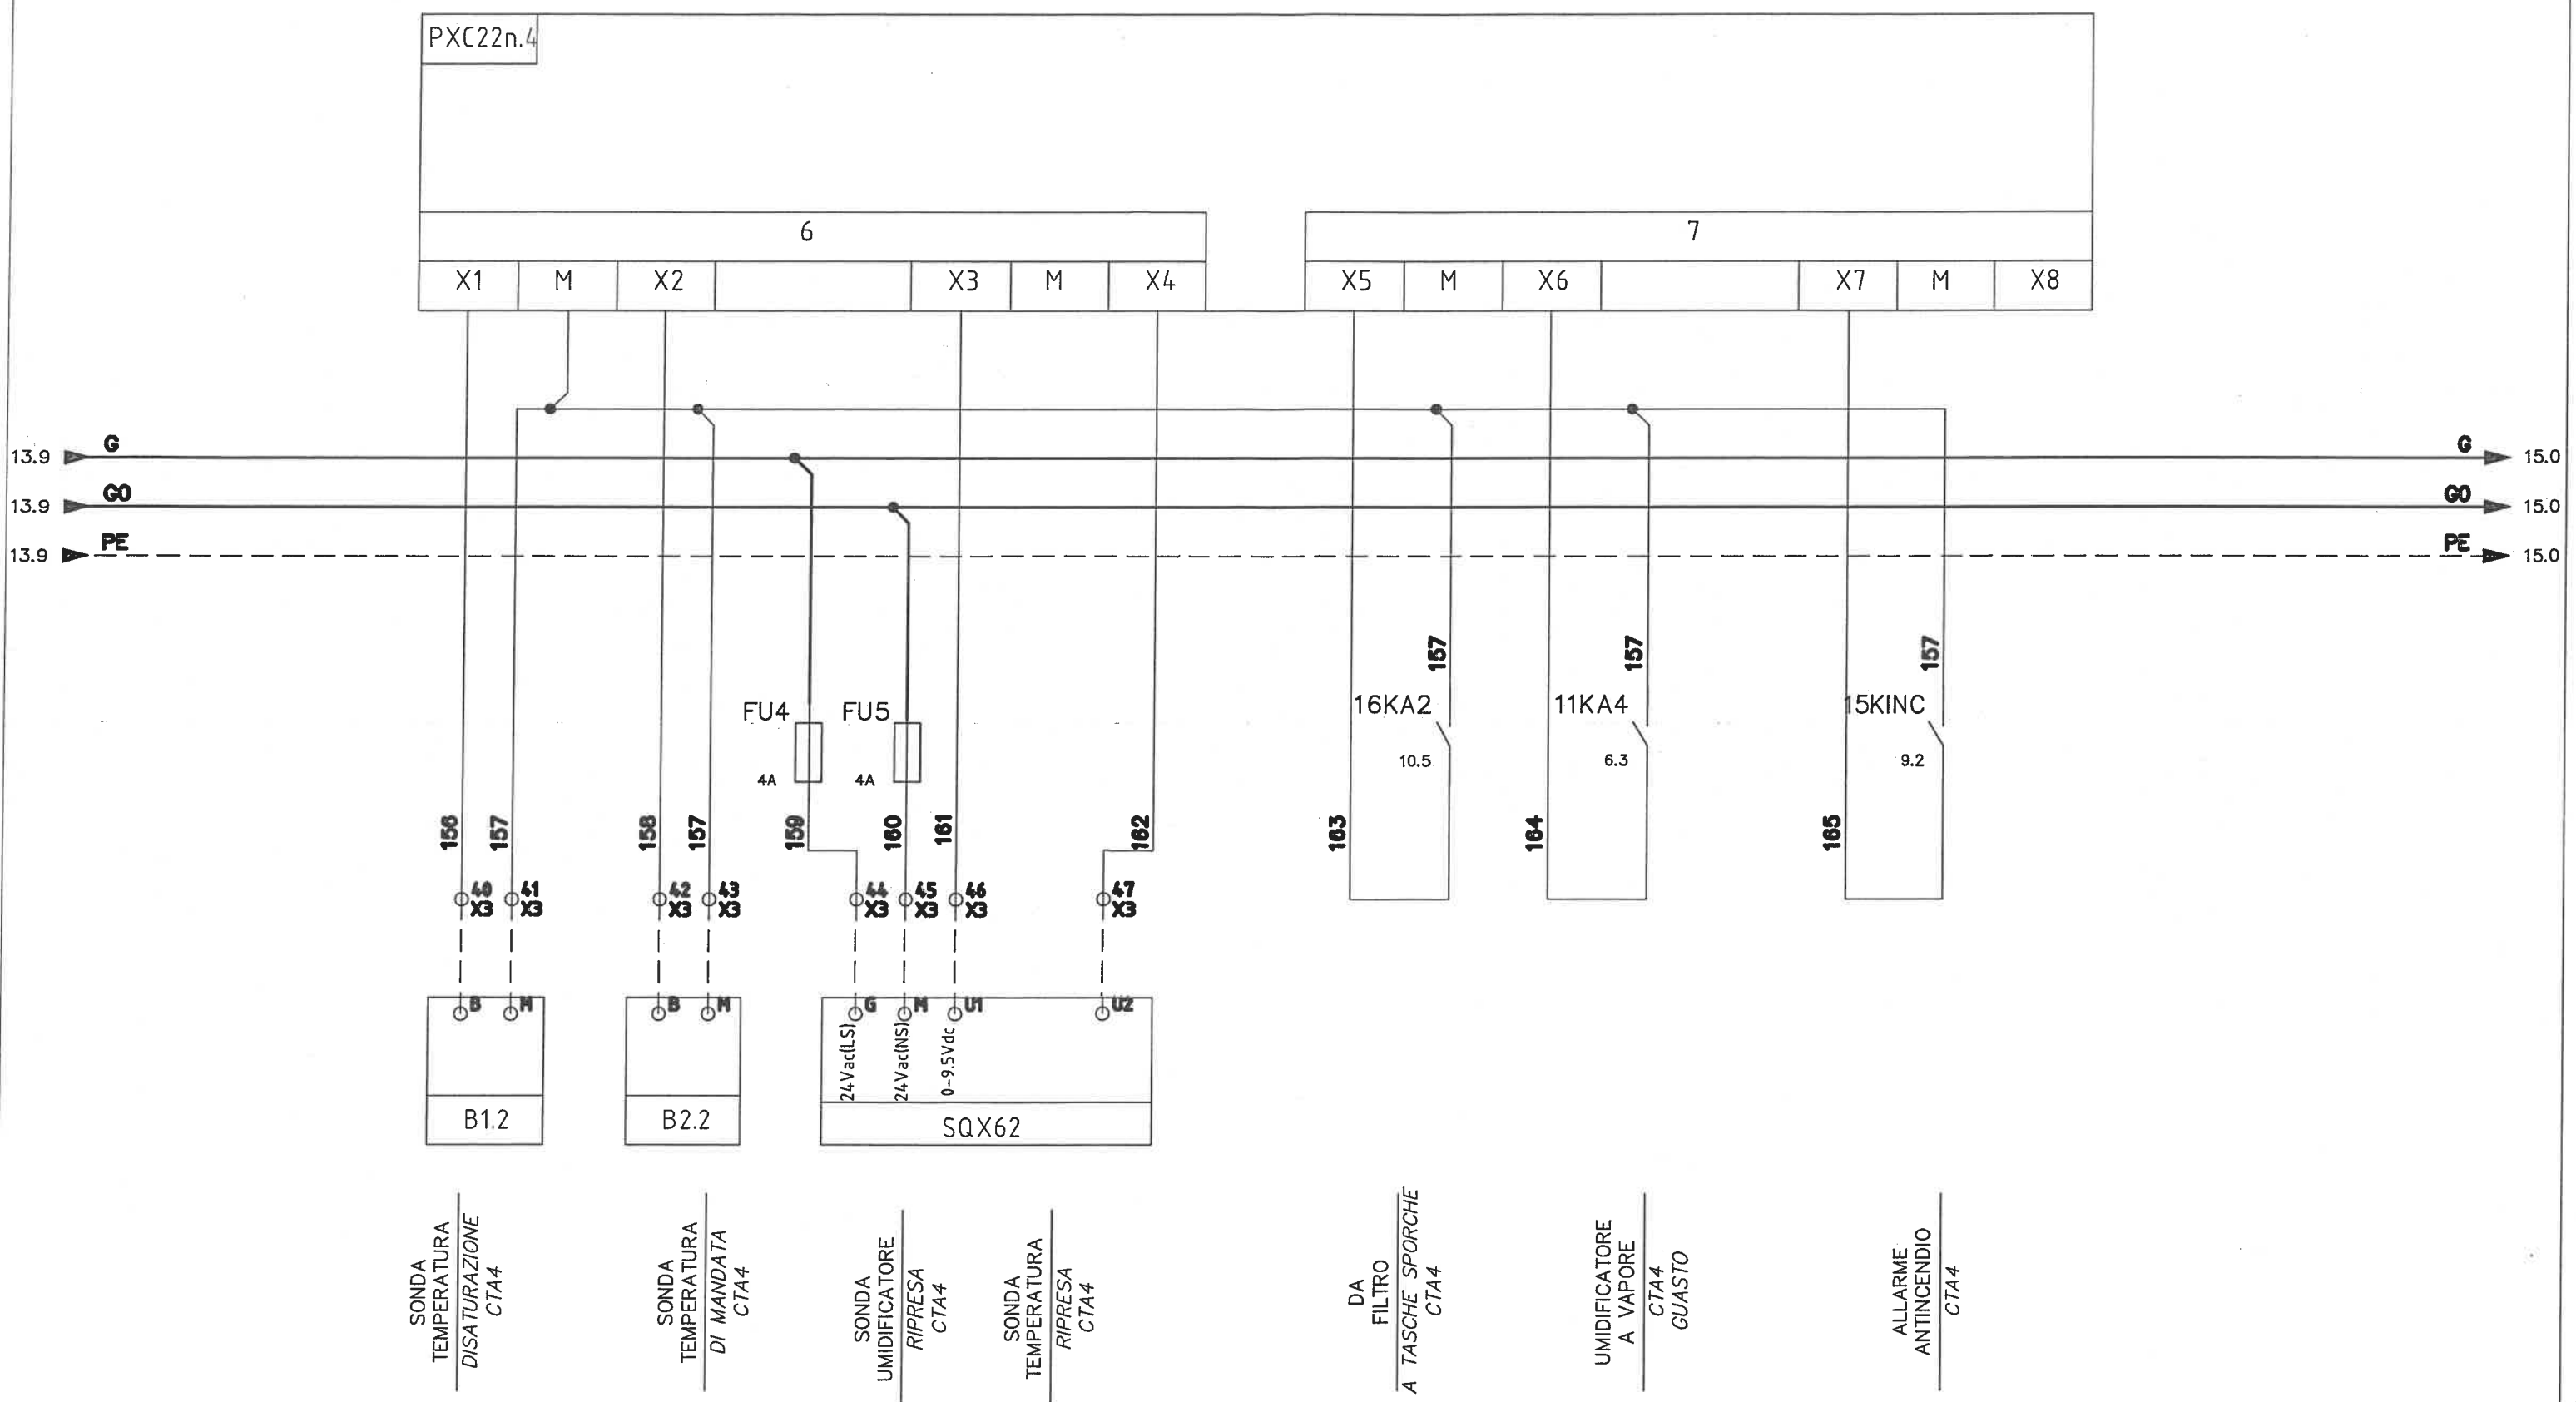 PXC22n.4
6
7
X1 M X2 X3 M X4
X5 M X6 X7 M X8
13.9 G G 15.0
13.9 G0 G0 15.0
13.9 PE PE 15.0
157 157 157
16KA2 11KA4 15KINC
FU4 FU5
10.5 6.3 9.2
4A 4A
156 157 158 157 159 160 161 162 163 164 165
40 41 42 43 44 45 46 47
X3 X3 X3 X3 X3 X3 X3 X3
B M B M G M U1 U2
24Vac(LS)
24Vac(NS)
0-9.5Vdc
B1.2 B2.2 SQX62
SONDA
TEMPERATURA
DISATURAZIONE
CTA4
SONDA
TEMPERATURA
DI MANDATA
CTA4
SONDA
UMIDIFICATORE
RIPRESA
CTA4
SONDA
TEMPERATURA
RIPRESA
CTA4
DA
FILTRO
A TASCHE SPORCHE
CTA4
UMIDIFICATORE
A VAPORE
CTA4
GUASTO
ALLARME
ANTINCENDIO
CTA4